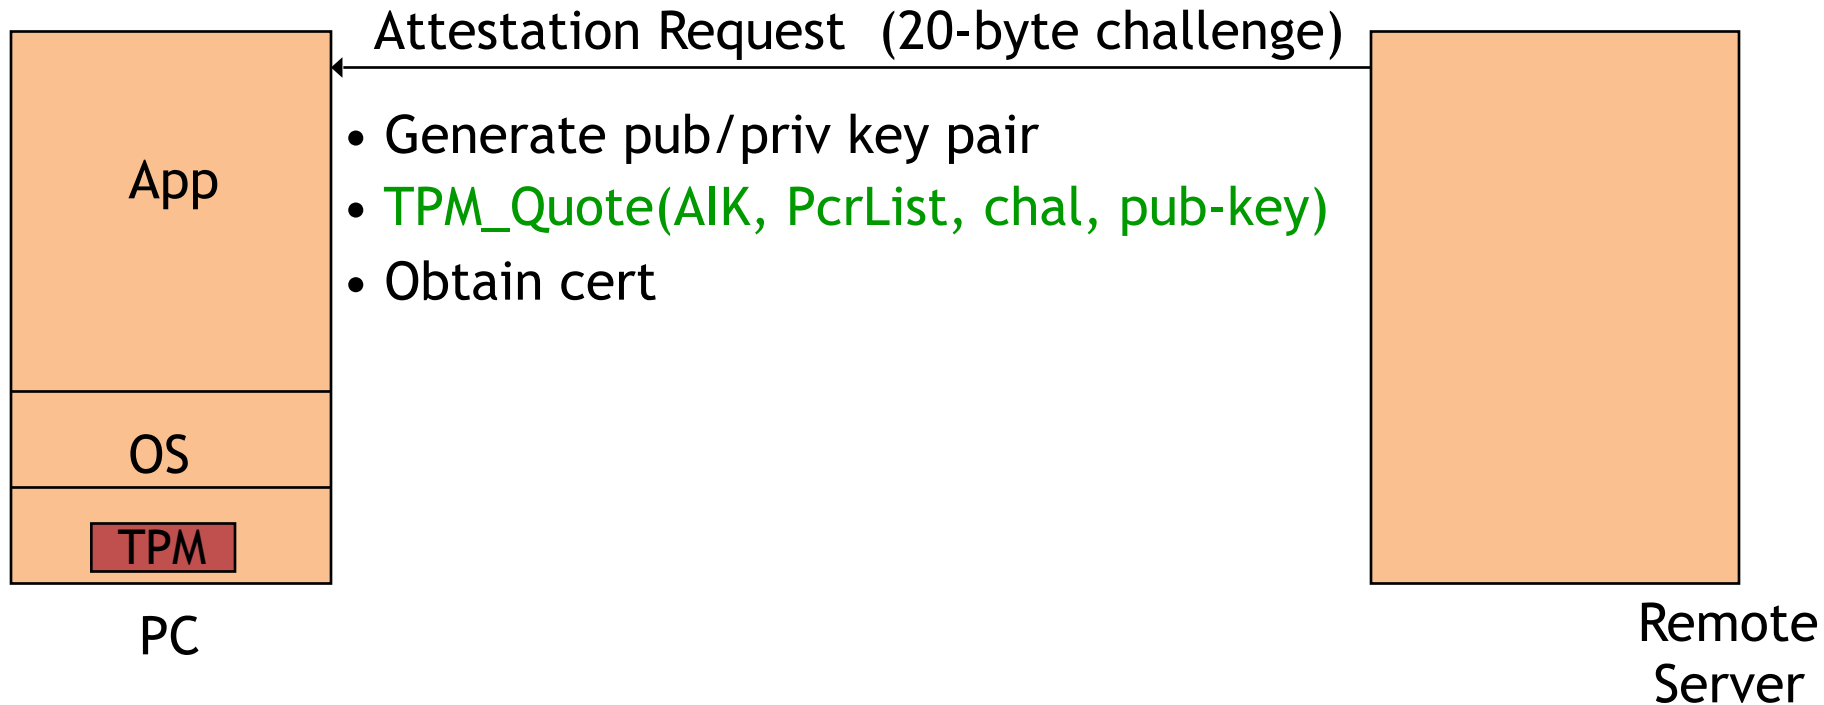 Attestation Request (20-byte challenge)
• Generate pub/priv key pair
App
• TPM_Quote(AIK, PcrList, chal, pub-key)
• Obtain cert
OS
TPM
PC
Remote
Server